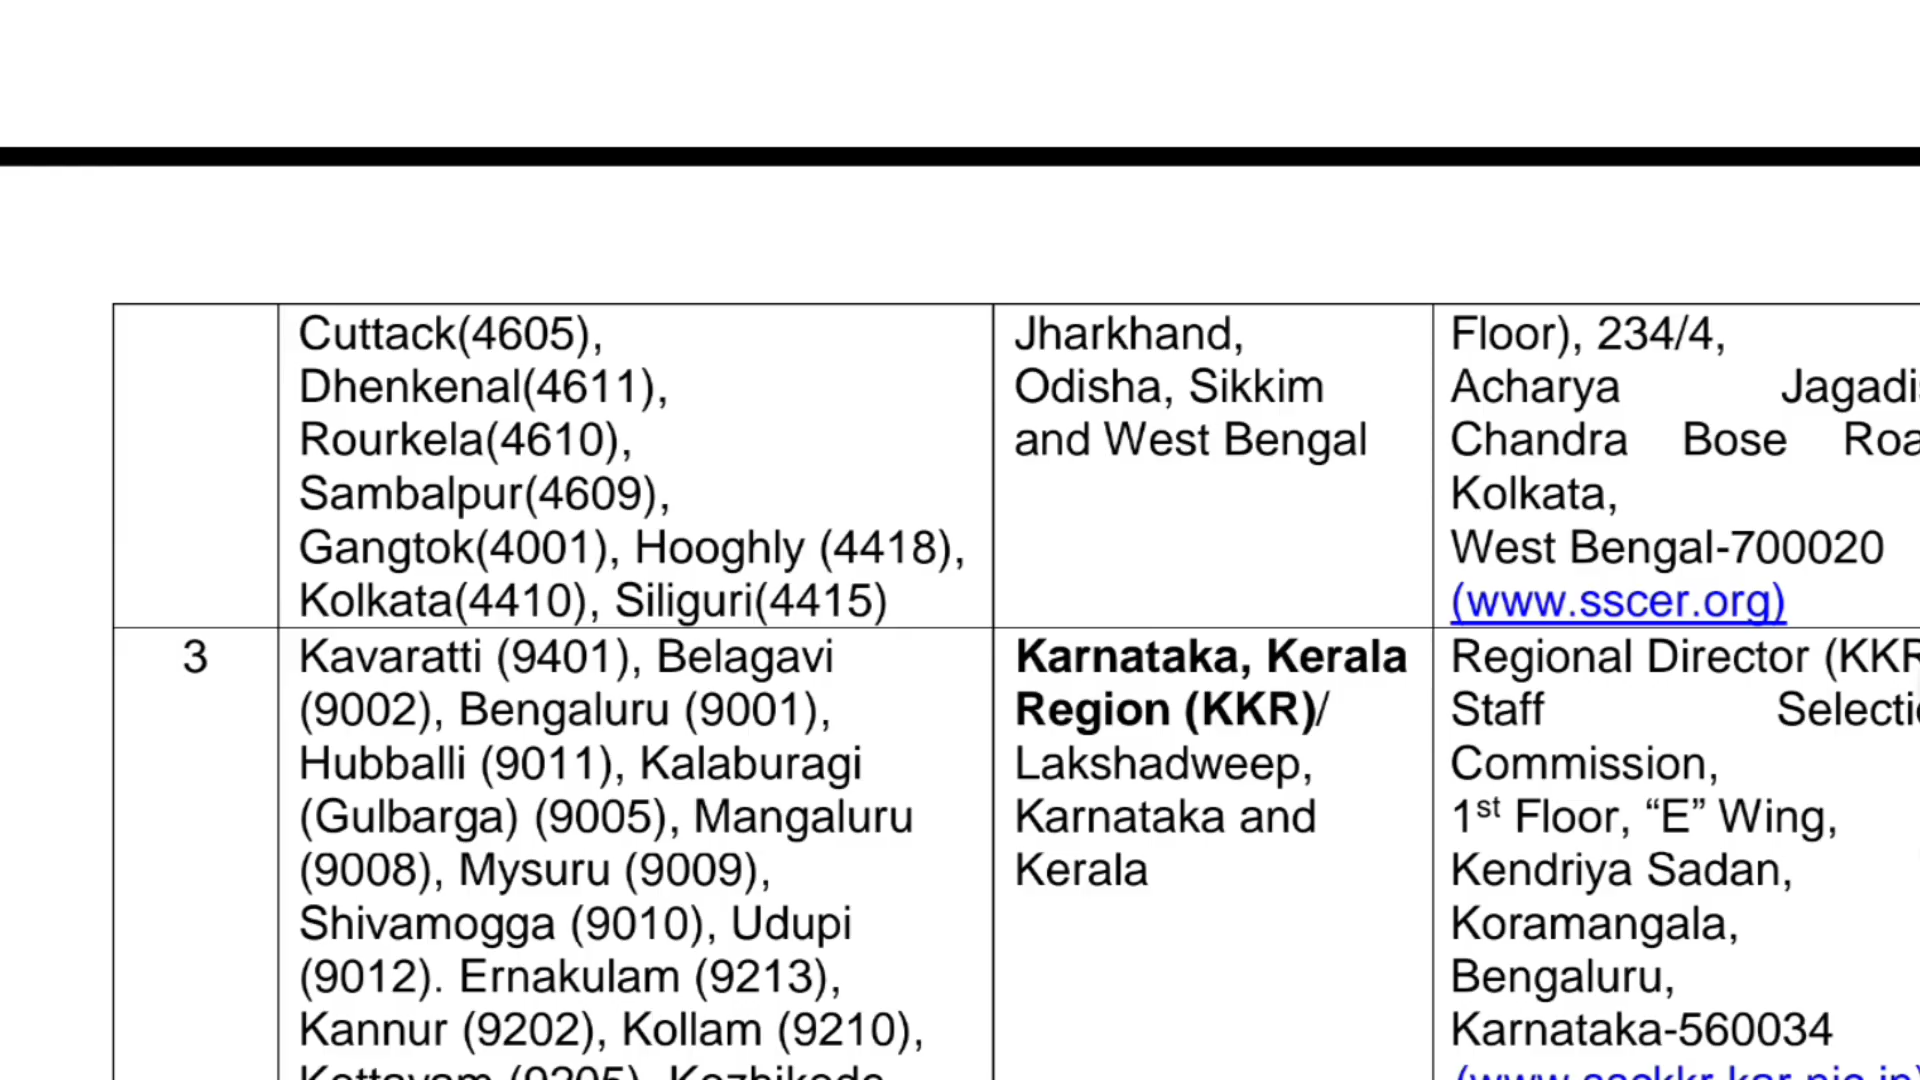 Cuttack(4605),
Dhenkenal(4611),
Rourkela(4610),
Sambalpur(4609),
Gangtok(4001), Hooghly (4418),
Kolkata(4410), Siliguri(4415)
Jharkhand,
Odisha, Sikkim
and West Bengal
Floor), 234/4,
Acharya
Chandra Bose
Kolkata,
West Bengal-700020
(www.sscer.org)
3
Kavaratti (9401), Belagavi
(9002), Bengaluru (9001),
Hubballi (9011), Kalaburagi
(Gulbarga) (9005), Mangaluru
(9008), Mysuru (9009),
Shivamogga (9010), Udupi
(9012). Ernakulam (9213),
Kannur (9202), Kollam (9210),
Karnataka, Kerala
Region (KKR)/
Lakshadweep,
Karnataka and
Kerala
Regional Director
Staff
Commission,
1st Floor, “E” Wing,
Kendriya Sadan,
Koramangala,
Bengaluru,
Karnataka-560034